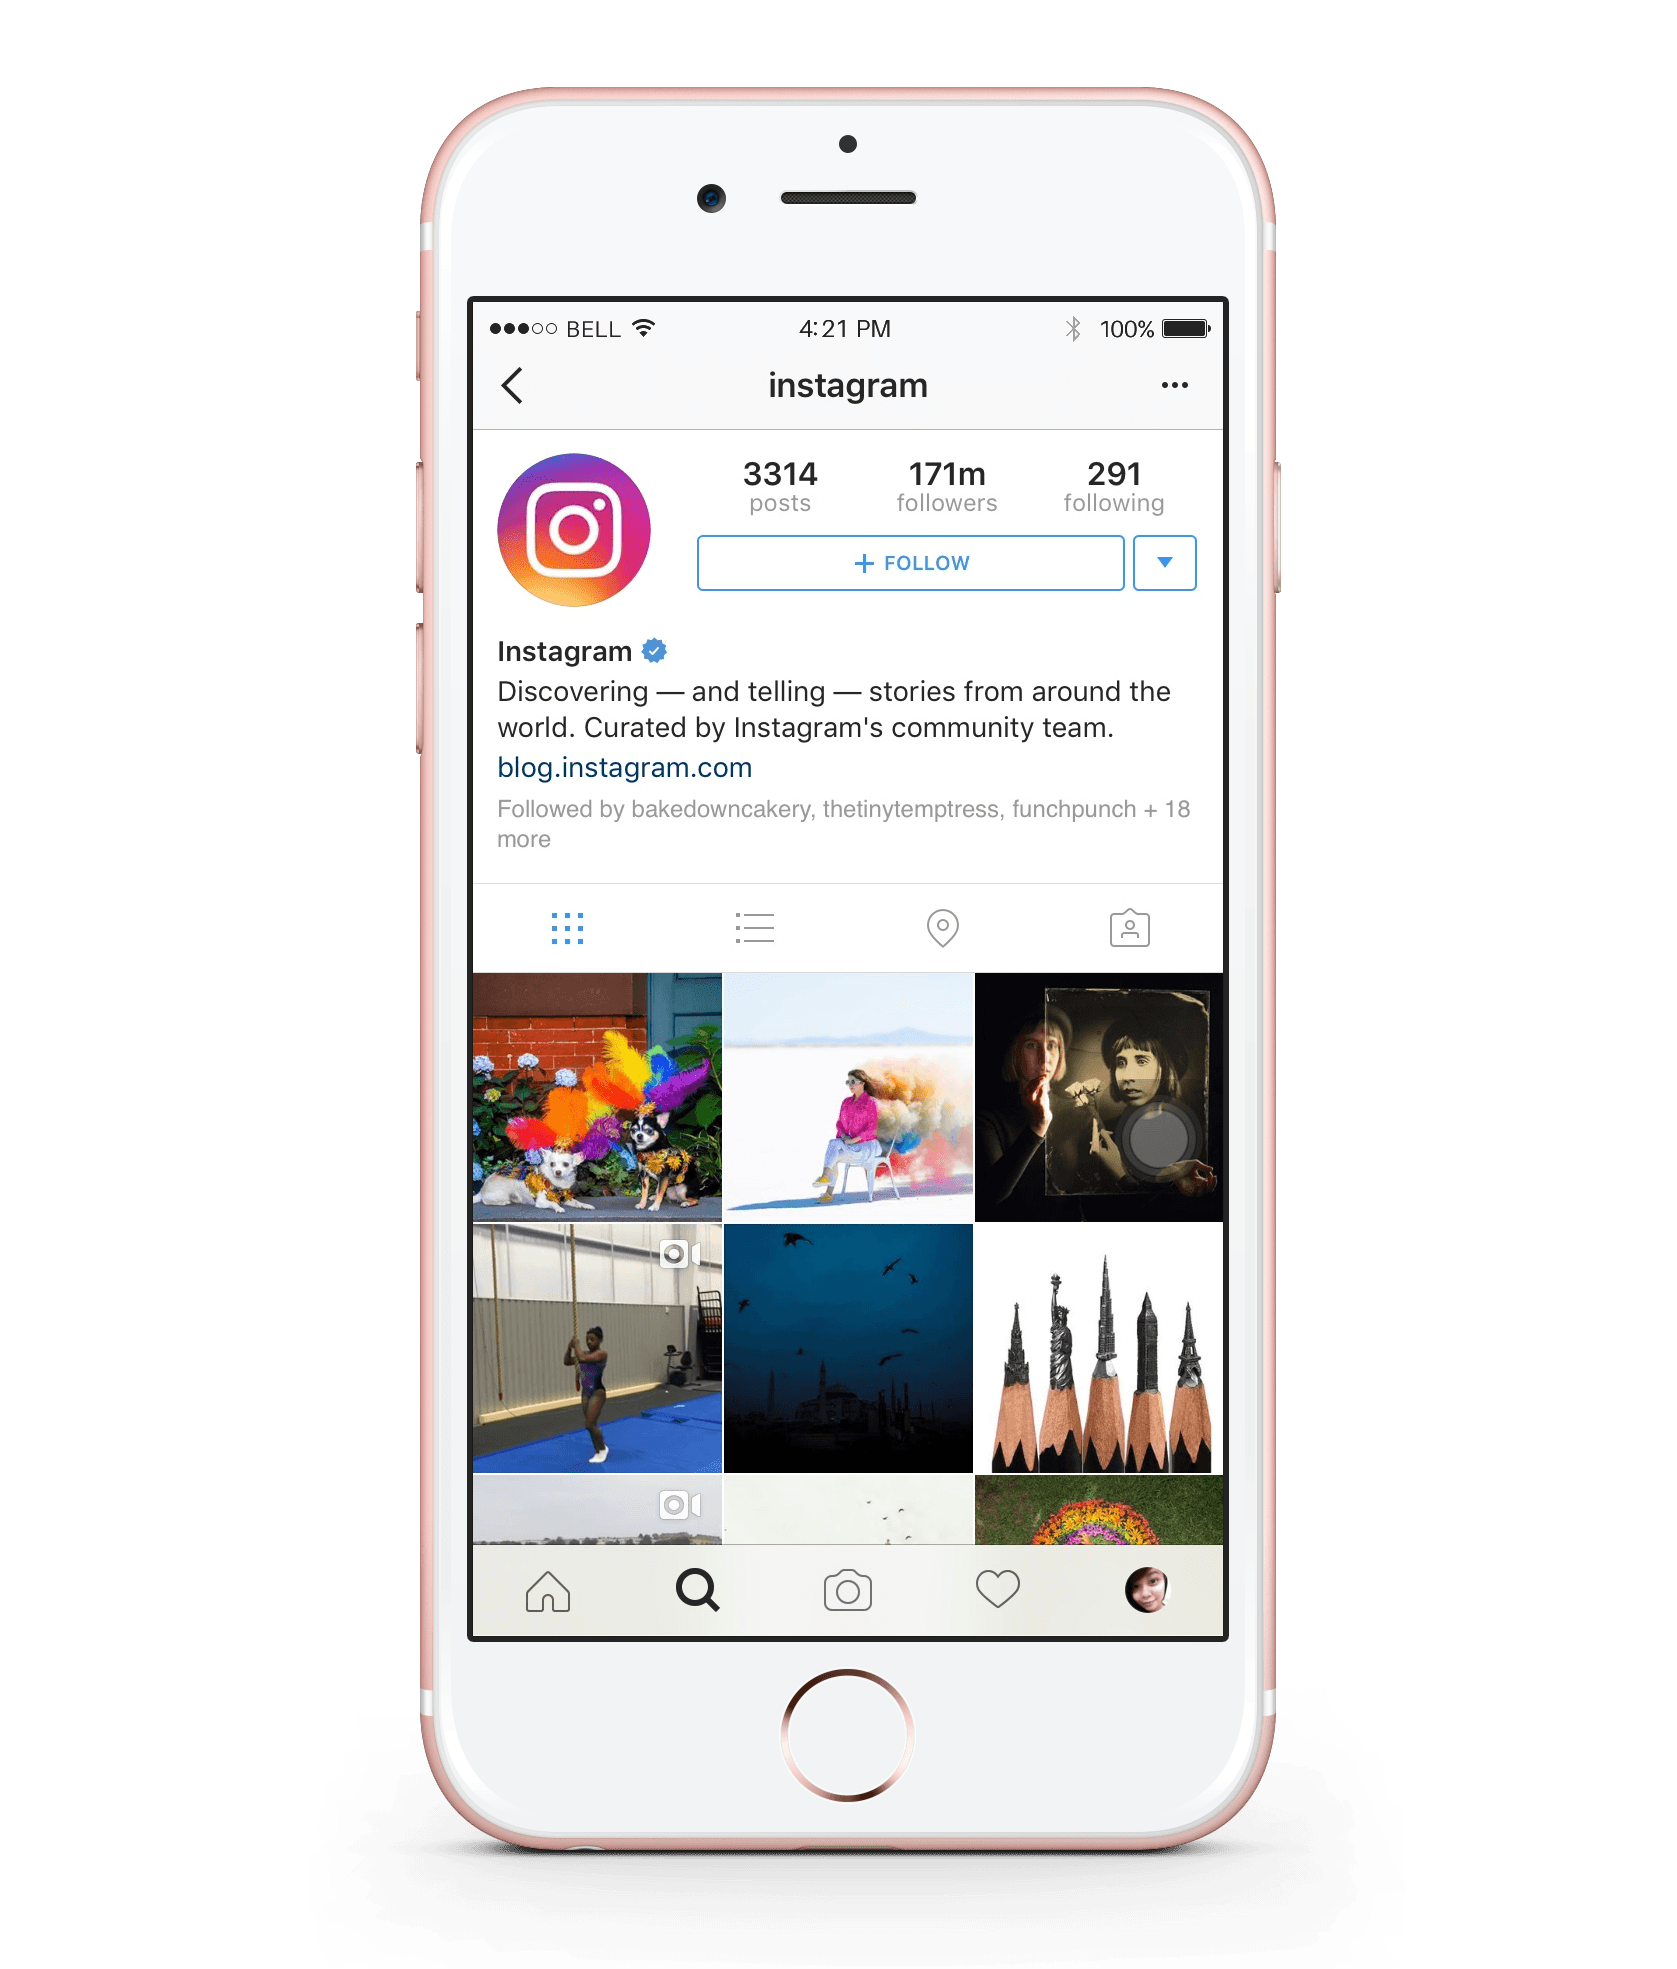 BELL 4:21 PM 100%
instagram
3314 171m 291
posts followers following
+ FOLLOW
Instagram
Discovering — and telling — stories from around the
world. Curated by Instagram's community team.
blog.instagram.com
Followed by bakedowncakery, thetinytemptress, funchpunch + 18
more